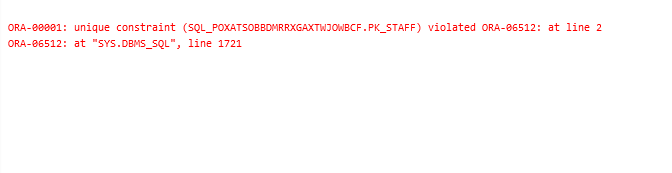 ORA-00001: unique constraint (SQL_POXATSOBBDMRRXGAXTWJOWBCF.PK_STAFF) violated ORA-06512: at line 2
ORA-06512: at "SYS.DBMS_SQL", line 1721